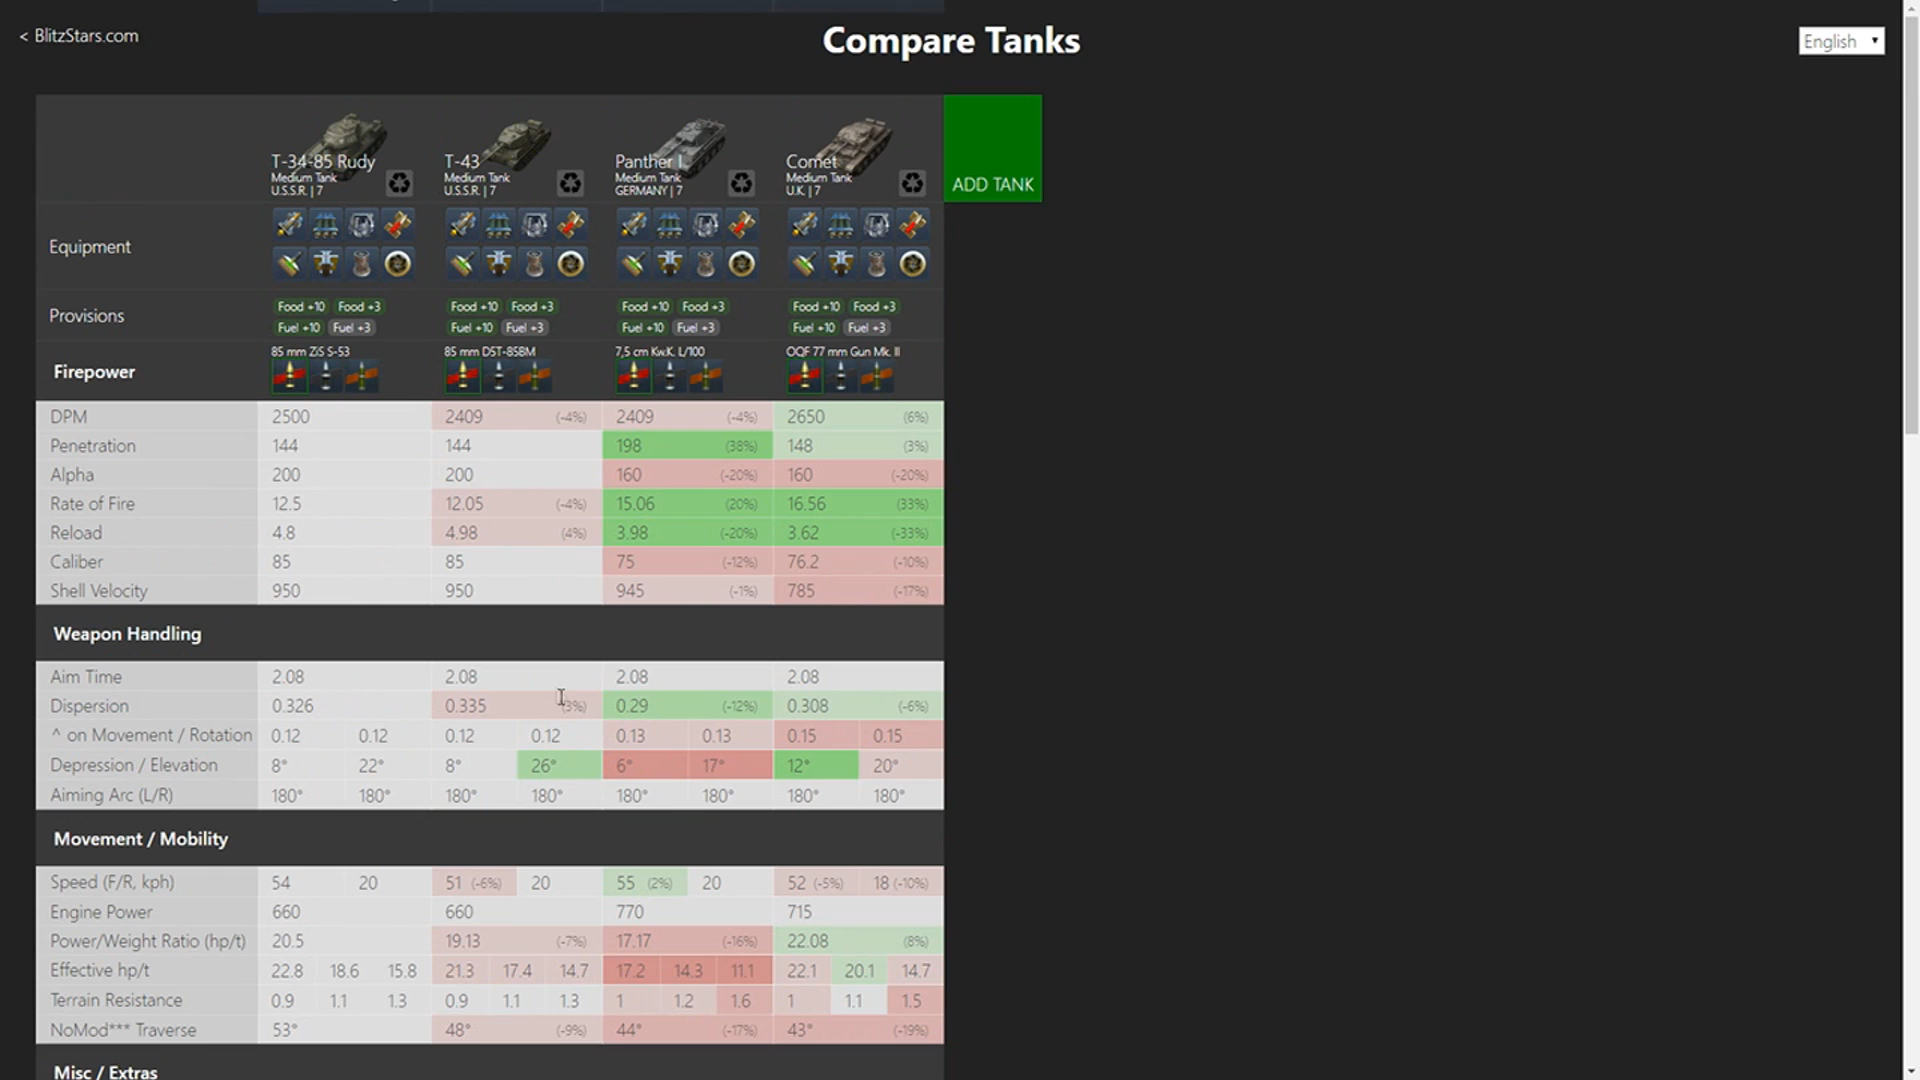 < BlitzStars.com
Compare Tanks
English
T-34-85 Rudy
Medium Tank
U.S.S.R. | 7
T-43
Medium Tank
U.S.S.R. | 7
Panther I
Medium Tank
GERMANY | 7
Comet
Medium Tank
U.K. | 7
ADD TANK
Equipment
Provisions
Food +10 Food +3 Food +10 Food +3 Food +10 Food +3 Food +10 Food +3
Fuel +10 Fuel +3 Fuel +10 Fuel +3 Fuel +10 Fuel +3 Fuel +10 Fuel +3
Firepower
85 mm ZiS S-53 85 mm D5T-85BM 7,5 cm Kw.K. L/100 OQF 77 mm Gun Mk. II
DPM 2500 2409 (-4%) 2409 (-4%) 2650 (6%)
Penetration 144 144 198 (38%) 148 (3%)
Alpha 200 200 160 (-20%) 160 (-20%)
Rate of Fire 12.5 12.05 (-4%) 15.06 (20%) 16.56 (33%)
Reload 4.8 4.98 (4%) 3.98 (-20%) 3.62 (-33%)
Caliber 85 85 75 (-12%) 76.2 (-10%)
Shell Velocity 950 950 945 (-1%) 785 (-17%)
Weapon Handling
Aim Time 2.08 2.08 2.08 2.08
Dispersion 0.326 0.335 (3%) 0.29 (-12%) 0.308 (-6%)
^ on Movement / Rotation 0.12 0.12 0.12 0.12 0.13 0.13 0.15 0.15
Depression / Elevation 8° 22° 8° 26° 6° 17° 12° 20°
Aiming Arc (L/R) 180° 180° 180° 180° 180° 180° 180° 180°
Movement / Mobility
Speed (F/R, kph) 54 20 51 (-6%) 20 55 (2%) 20 52 (-5%) 18 (-10%)
Engine Power 660 660 770 715
Power/Weight Ratio (hp/t) 20.5 19.13 (-7%) 17.17 (-16%) 22.08 (8%)
Effective hp/t 22.8 18.6 15.8 21.3 17.4 14.7 17.2 14.3 11.1 22.1 20.1 14.7
Terrain Resistance 0.9 1.1 1.3 0.9 1.1 1.3 1 1.2 1.6 1 1.1 1.5
NoMod*** Traverse 53° 48° (-9%) 44° (-17%) 43° (-19%)
Misc / Extras